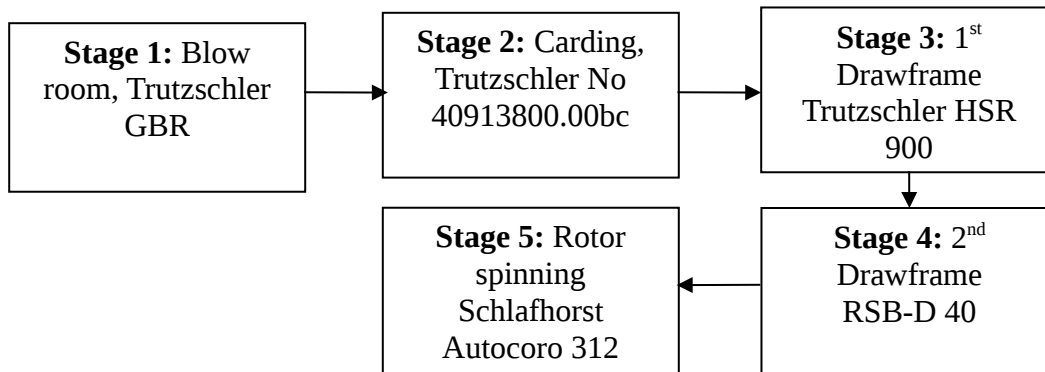 Stage 1: Blow
room, Trutzschler
GBR
Stage 2: Carding,
Trutzschler No
40913800.00bc
Stage 3: 1st
Drawframe
Trutzschler HSR
900
Stage 4: 2nd
Drawframe
RSB-D 40
Stage 5: Rotor
spinning
Schlafhorst
Autocoro 312